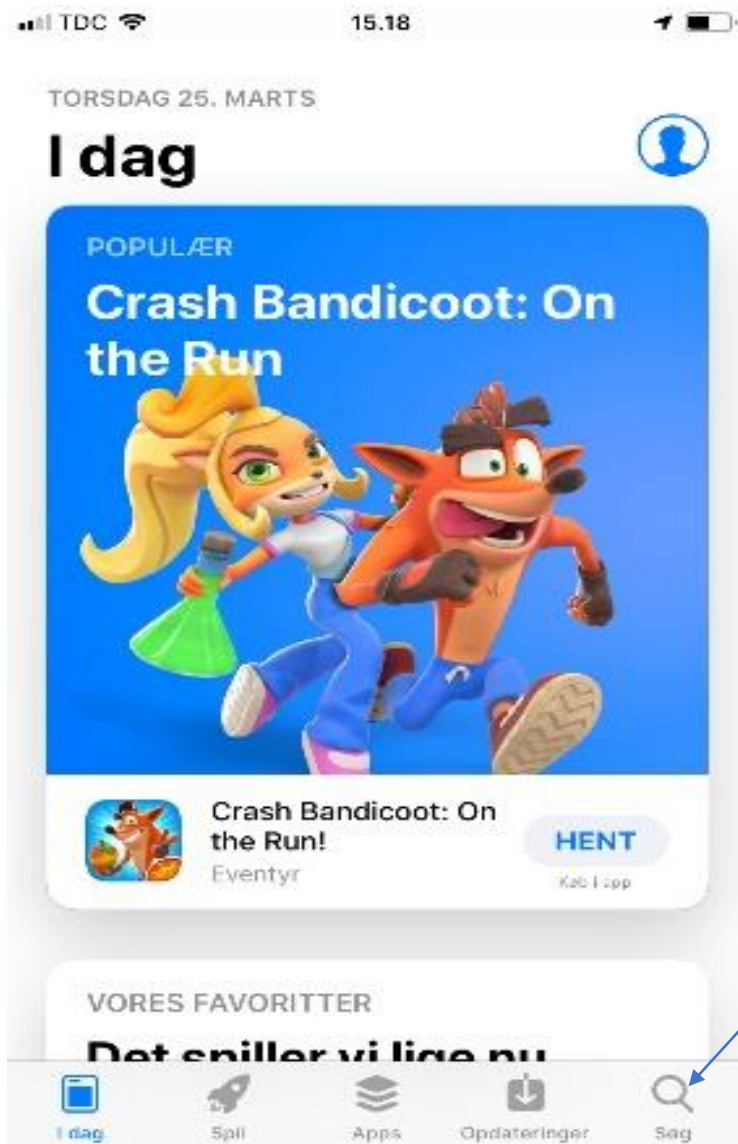 TDC 15.18
TORSDAG 25. MARTS
I dag
POPULÆR
Crash Bandicoot: On
the Run
Crash Bandicoot: On
the Run!
Eventyr
HENT
Køb i app
VORES FAVORITTER
Det spiller vi lige nu
I dag Spil Apps Opdateringer Søg